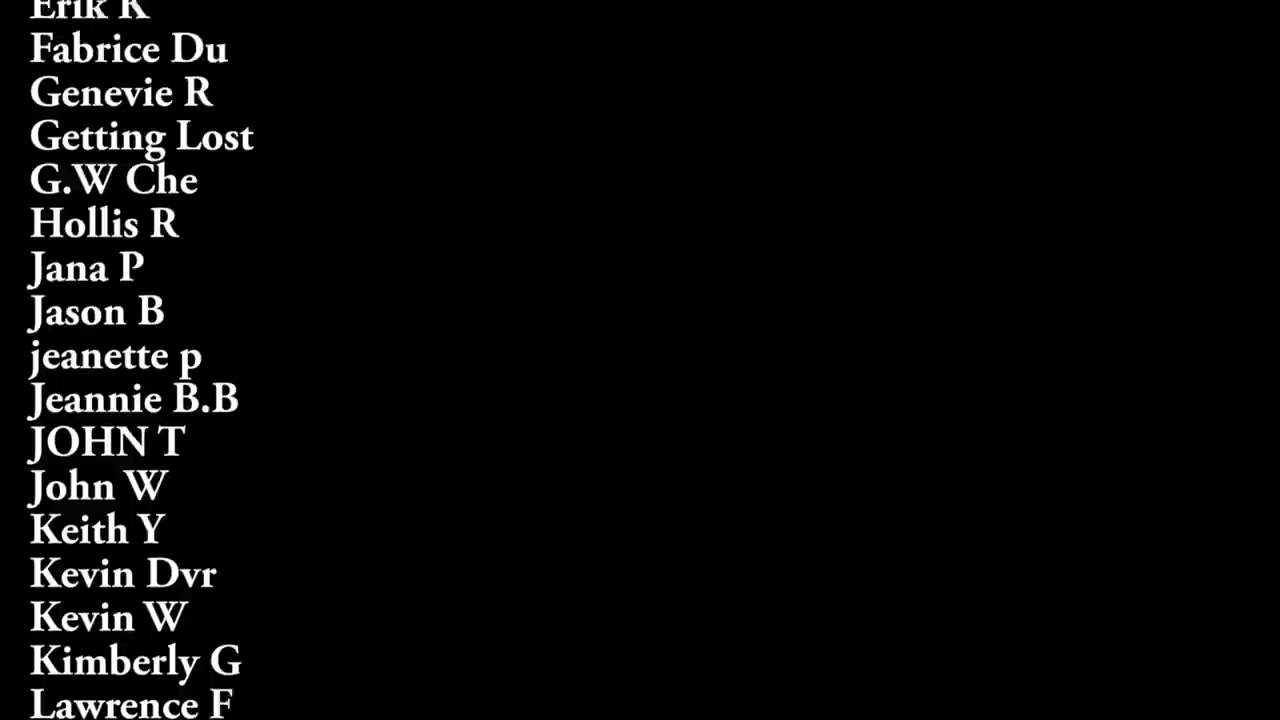 Erik K
Fabrice Du
Genevie R
Getting Lost
G.W Che
Hollis R
Jana P
Jason B
jeanette p
Jeannie B.B
JOHN T
John W
Keith Y
Kevin Dvr
Kevin W
Kimberly G
Lawrence F